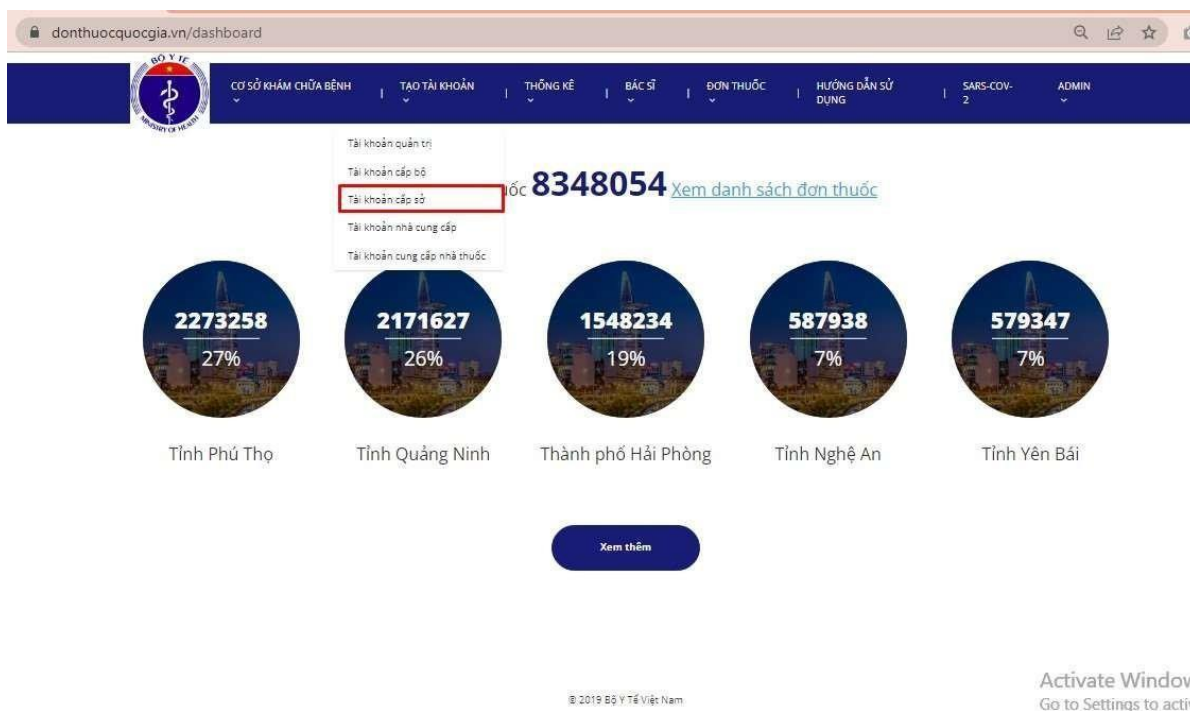 donthuocquocgia.vn/dashboard
BỘ Y TẾ
MINISTRY OF HEALTH
CƠ SỞ KHÁM CHỮA BỆNH | TẠO TÀI KHOẢN | THỐNG KÊ | BÁC SĨ | ĐƠN THUỐC | HƯỚNG DẪN SỬ DỤNG | SARS-COV-2 ADMIN
Tài khoản quản trị
Tài khoản cấp bộ
Tài khoản cấp sở
Tài khoản nhà cung cấp
Tài khoản cung cấp nhà thuốc
uốc 8348054 Xem danh sách đơn thuốc
2273258 2171627 1548234 587938 579347
27% 26% 19% 7% 7%
Tỉnh Phú Thọ Tỉnh Quảng Ninh Thành phố Hải Phòng Tỉnh Nghệ An Tỉnh Yên Bái
Xem thêm
© 2019 Bộ Y Tế Việt Nam
Activate Window
Go to Settings to activ